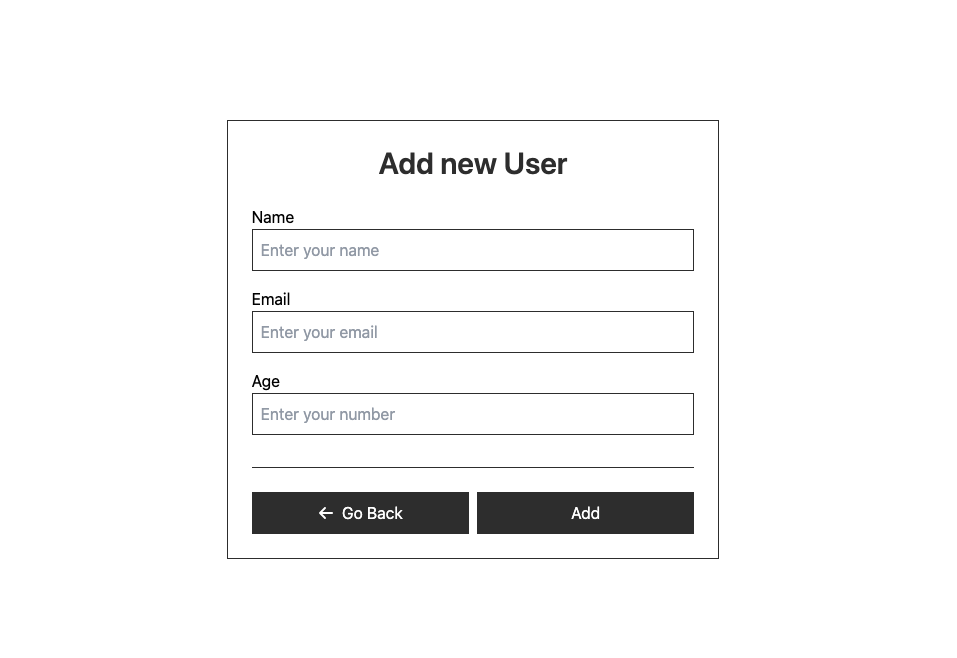 Add new User
Name
Enter your name
Email
Enter your email
Age
Enter your number
← Go Back
Add